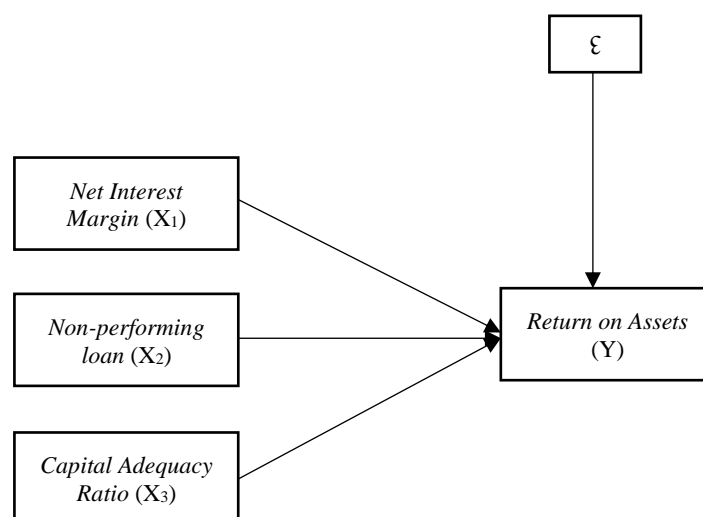 ℇ
Net Interest
Margin (X₁)
Non-performing
loan (X₂)
Return on Assets
(Y)
Capital Adequacy
Ratio (X₃)